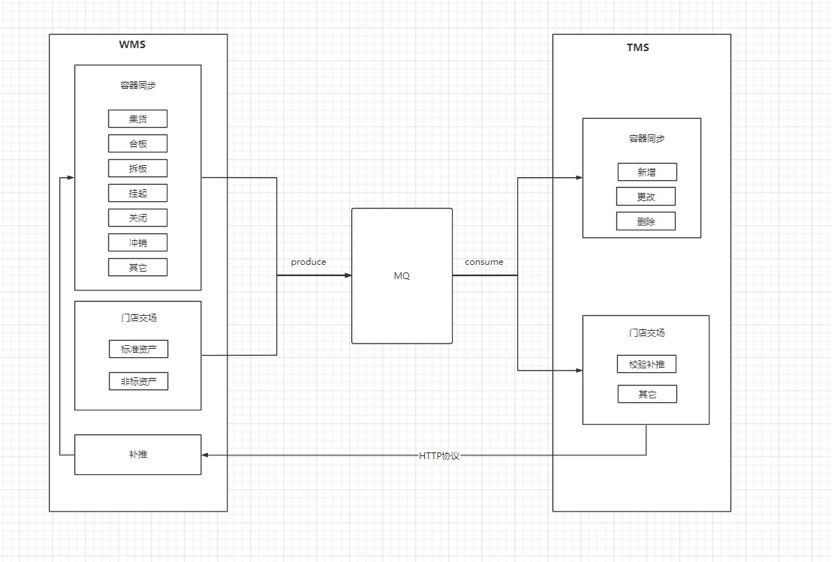 WMS
容器同步
集货
合板
拆板
挂起
关闭
冲销
其它
门店交场
标准资产
非标资产
补推
produce
MQ
consume
HTTP协议
TMS
容器同步
新增
更改
删除
门店交场
校验补推
其它